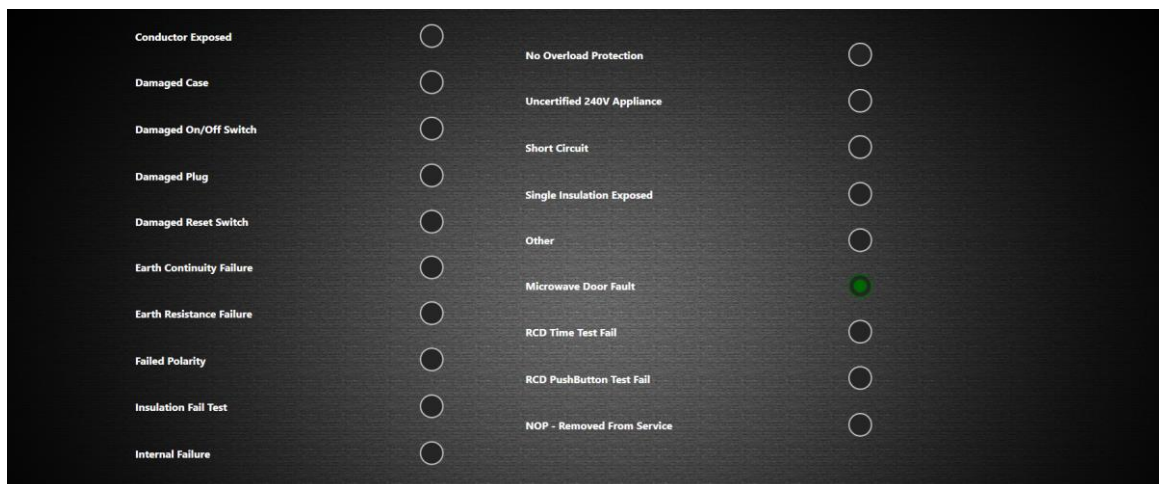 Conductor Exposed
Damaged Case
Damaged On/Off Switch
Damaged Plug
Damaged Reset Switch
Earth Continuity Failure
Earth Resistance Failure
Failed Polarity
Insulation Fail Test
Internal Failure
No Overload Protection
Uncertified 240V Appliance
Short Circuit
Single Insulation Exposed
Other
Microwave Door Fault
RCD Time Test Fail
RCD PushButton Test Fail
NOP - Removed From Service